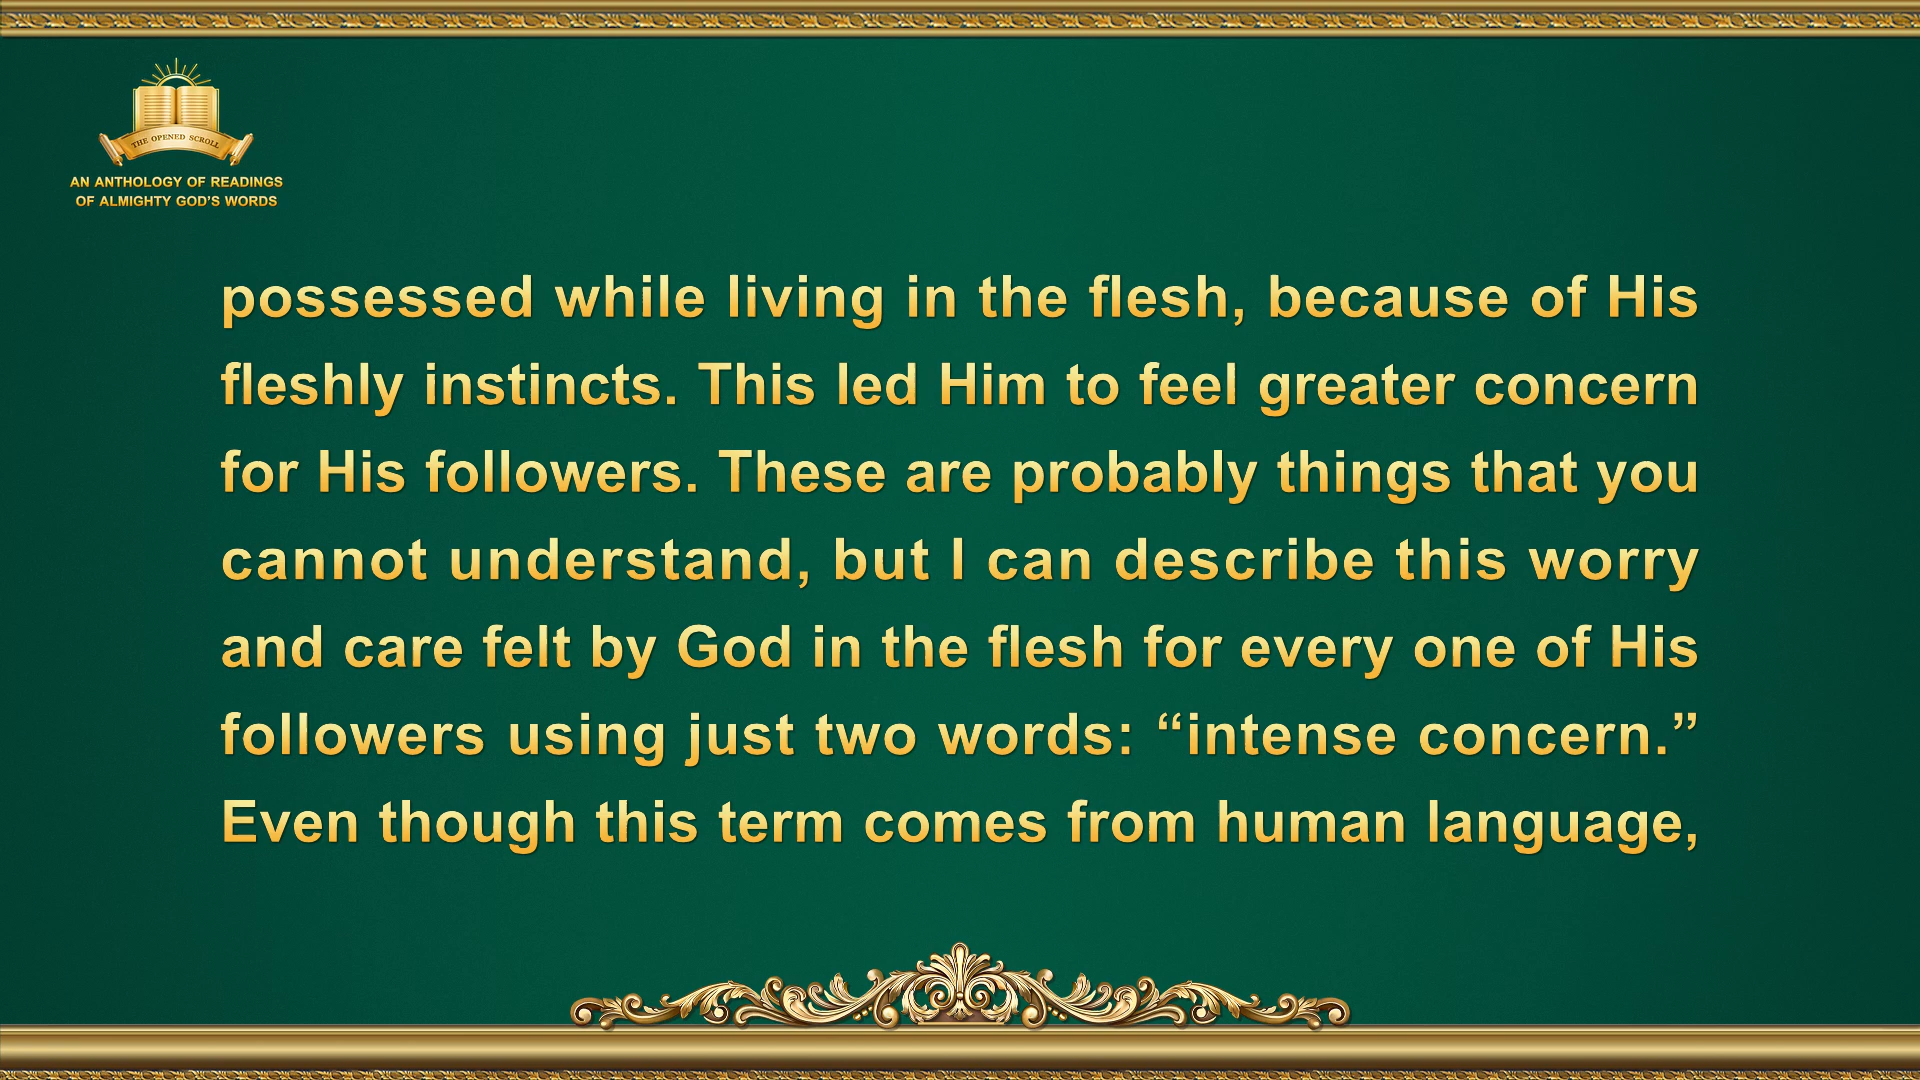 THE OPENED SCROLL
AN ANTHOLOGY OF READINGS
OF ALMIGHTY GOD'S WORDS
possessed while living in the flesh, because of His
fleshly instincts. This led Him to feel greater concern
for His followers. These are probably things that you
cannot understand, but I can describe this worry
and care felt by God in the flesh for every one of His
followers using just two words: “intense concern.”
Even though this term comes from human language,